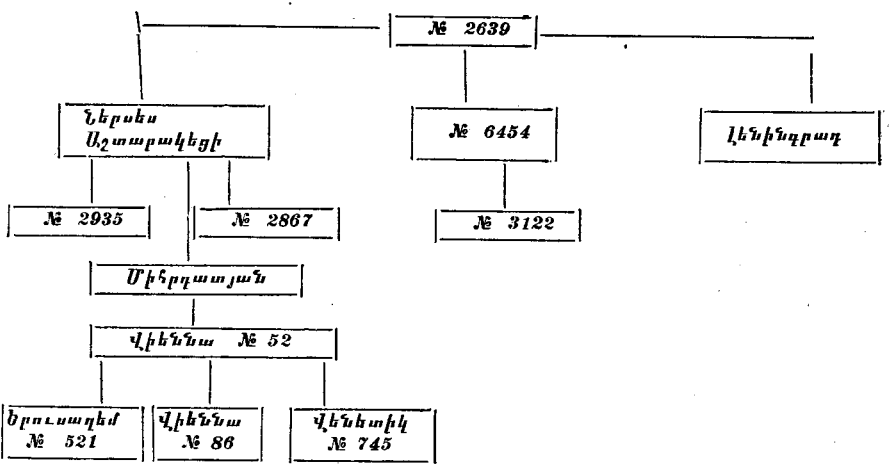 № 2639
Ներսես
Աշտարակեցի
№ 6454
Լենինգրադ
№ 2935
№ 2867
№ 3122
Միհրդատյան
Վիեննա № 52
Երուսաղեմ
№ 521
Վիեննա
№ 86
Վենետիկ
№ 745